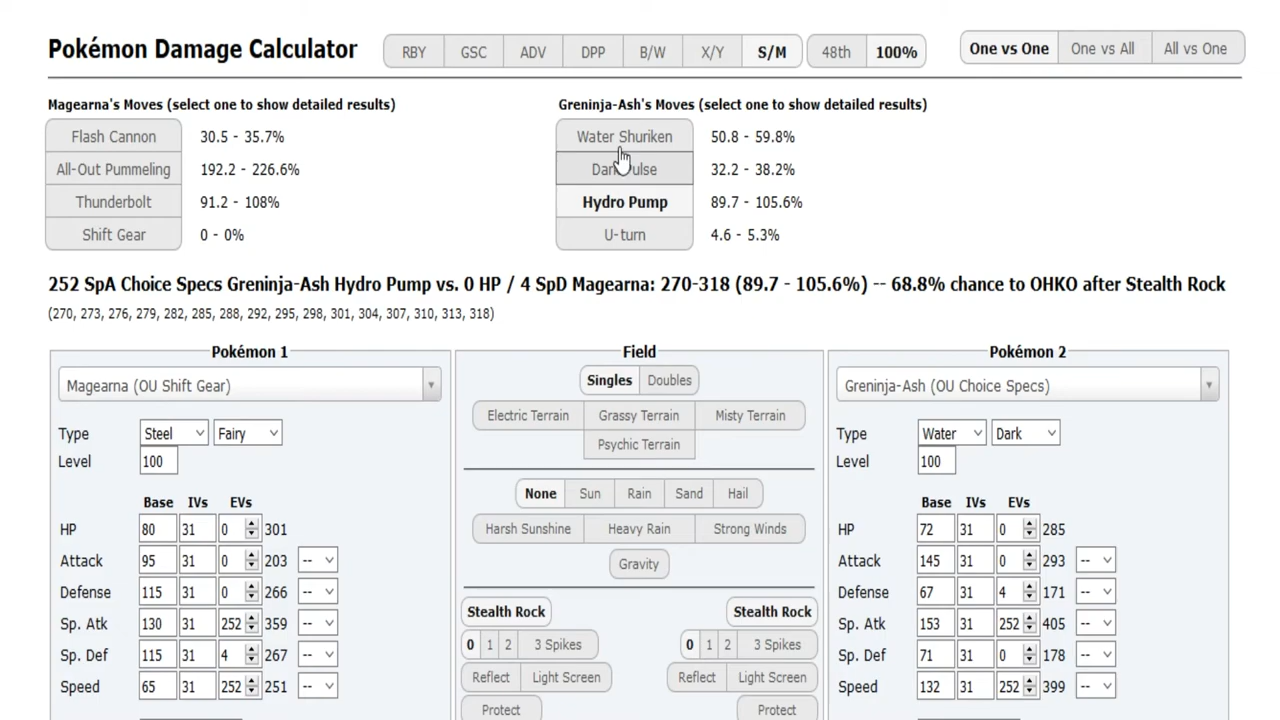 Pokémon Damage Calculator RBY GSC ADV DPP B/W X/Y S/M 48th 100% One vs One One vs All All vs One
Magearna's Moves (select one to show detailed results) Greninja-Ash's Moves (select one to show detailed results)
Flash Cannon 30.5 - 35.7% Water Shuriken 50.8 - 59.8%
All-Out Pummeling 192.2 - 226.6% Dark Pulse 32.2 - 38.2%
Thunderbolt 91.2 - 108% Hydro Pump 89.7 - 105.6%
Shift Gear 0 - 0% U-turn 4.6 - 5.3%
252 SpA Choice Specs Greninja-Ash Hydro Pump vs. 0 HP / 4 SpD Magearna: 270-318 (89.7 - 105.6%) -- 68.8% chance to OHKO after Stealth Rock
(270, 273, 276, 279, 282, 285, 288, 292, 295, 298, 301, 304, 307, 310, 313, 318)
Pokémon 1 Field Pokémon 2
Magearna (OU Shift Gear) Singles Doubles Greninja-Ash (OU Choice Specs)
Electric Terrain Grassy Terrain Misty Terrain
Type Steel Fairy Psychic Terrain Type Water Dark
Level 100 Level 100
None Sun Rain Sand Hail
Base IVs EVs Base IVs EVs
HP 80 31 0 301 Harsh Sunshine Heavy Rain Strong Winds HP 72 31 0 285
Attack 95 31 0 203 -- Gravity Attack 145 31 0 293 --
Defense 115 31 0 266 -- Defense 67 31 4 171 --
Sp. Atk 130 31 252 359 -- Stealth Rock Stealth Rock Sp. Atk 153 31 252 405 --
Sp. Def 115 31 4 267 -- 0 1 2 3 Spikes 0 1 2 3 Spikes Sp. Def 71 31 0 178 --
Speed 65 31 252 251 -- Reflect Light Screen Reflect Light Screen Speed 132 31 252 399 --
Protect Protect